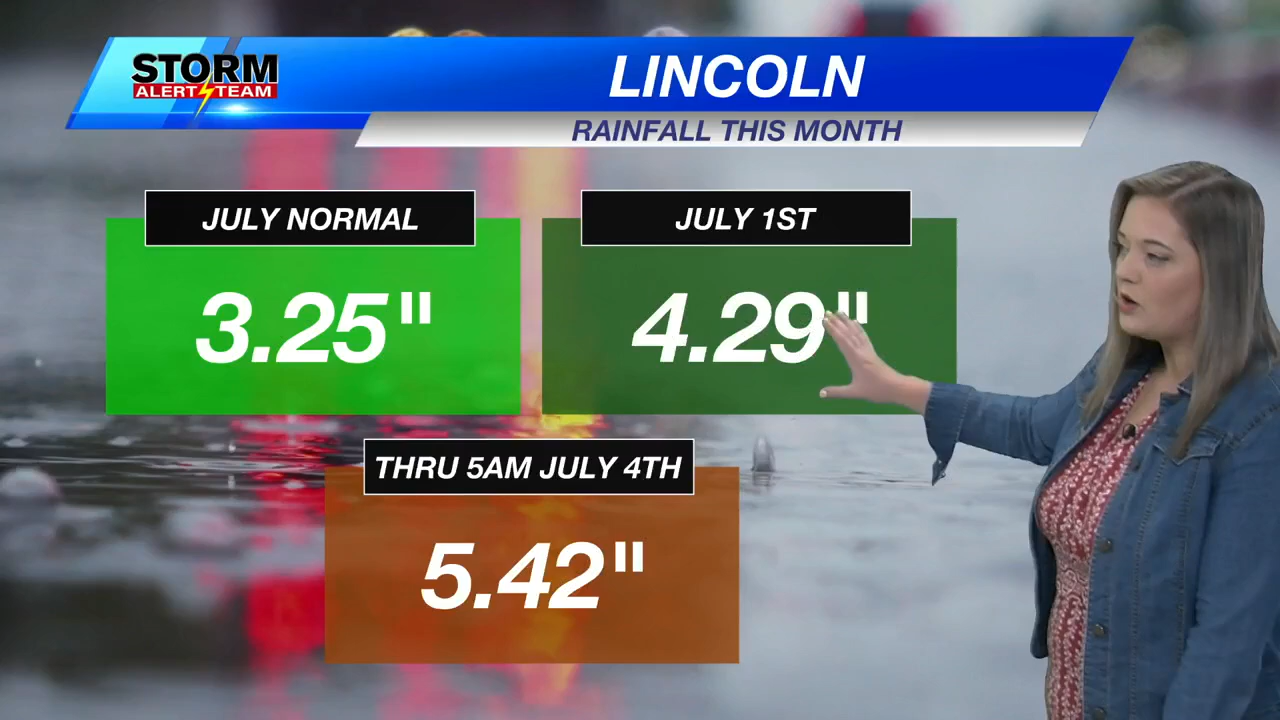 STORM
ALERT TEAM
LINCOLN
RAINFALL THIS MONTH
JULY NORMAL
3.25"
JULY 1ST
4.29"
THRU 5AM JULY 4TH
5.42"